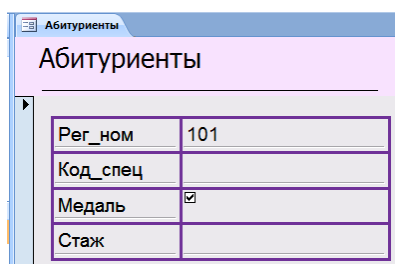 Абитуриенты
Абитуриенты
Рег_ном 101
Код_спец
Медаль
Стаж